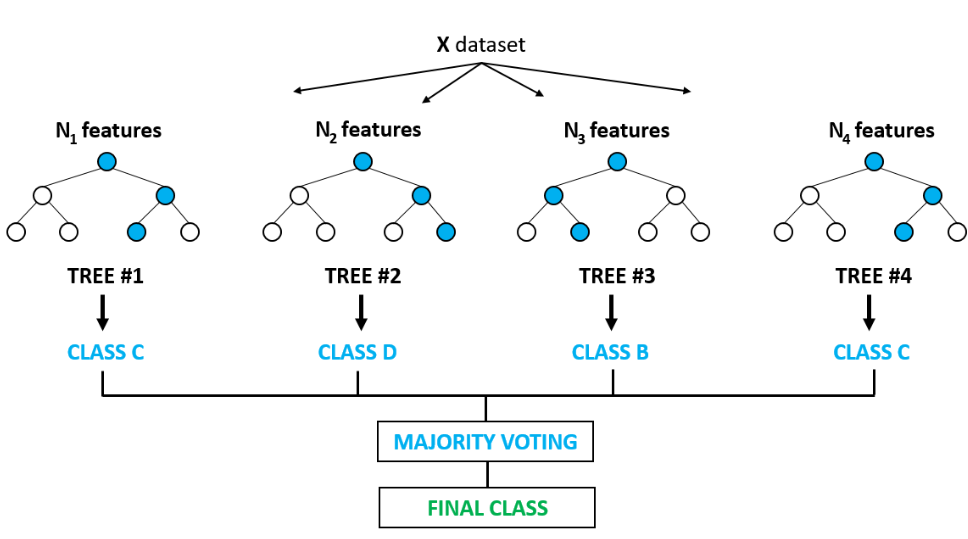 X dataset
N1 features
N2 features
N3 features
N4 features
TREE #1
TREE #2
TREE #3
TREE #4
CLASS C
CLASS D
CLASS B
CLASS C
MAJORITY VOTING
FINAL CLASS